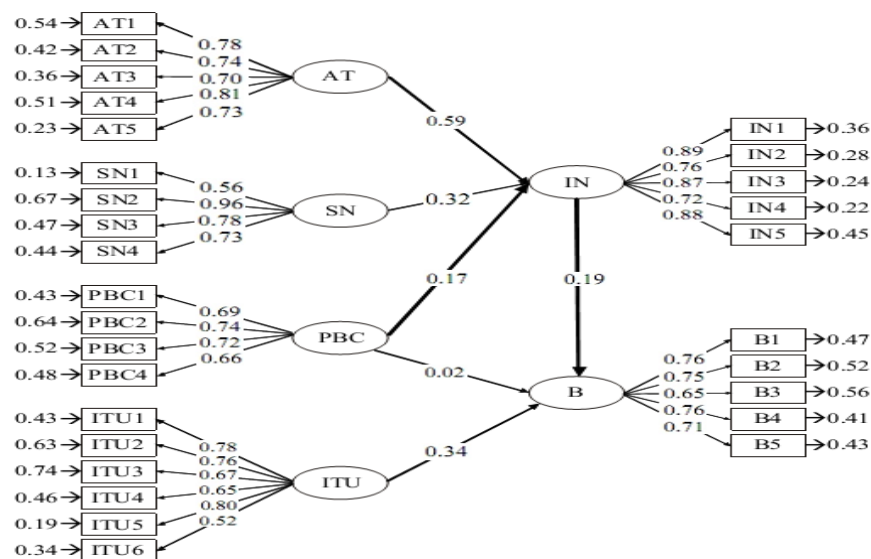 0.54 AT1 0.78
0.42 AT2 0.74
0.36 AT3 0.70
0.51 AT4 0.81
0.23 AT5 0.73
AT
0.59
0.13 SN1 0.56
0.67 SN2 0.96
0.47 SN3 0.78
0.44 SN4 0.73
SN
0.32
0.43 PBC1 0.69
0.64 PBC2 0.74
0.52 PBC3 0.72
0.48 PBC4 0.66
PBC
0.17
0.02
0.43 ITU1 0.78
0.63 ITU2 0.76
0.74 ITU3 0.67
0.46 ITU4 0.65
0.19 ITU5 0.80
0.34 ITU6 0.52
ITU
0.34
IN
0.89 IN1 0.36
0.76 IN2 0.28
0.87 IN3 0.24
0.72 IN4 0.22
0.88 IN5 0.45
0.19
B
0.76 B1 0.47
0.75 B2 0.52
0.65 B3 0.56
0.76 B4 0.41
0.71 B5 0.43